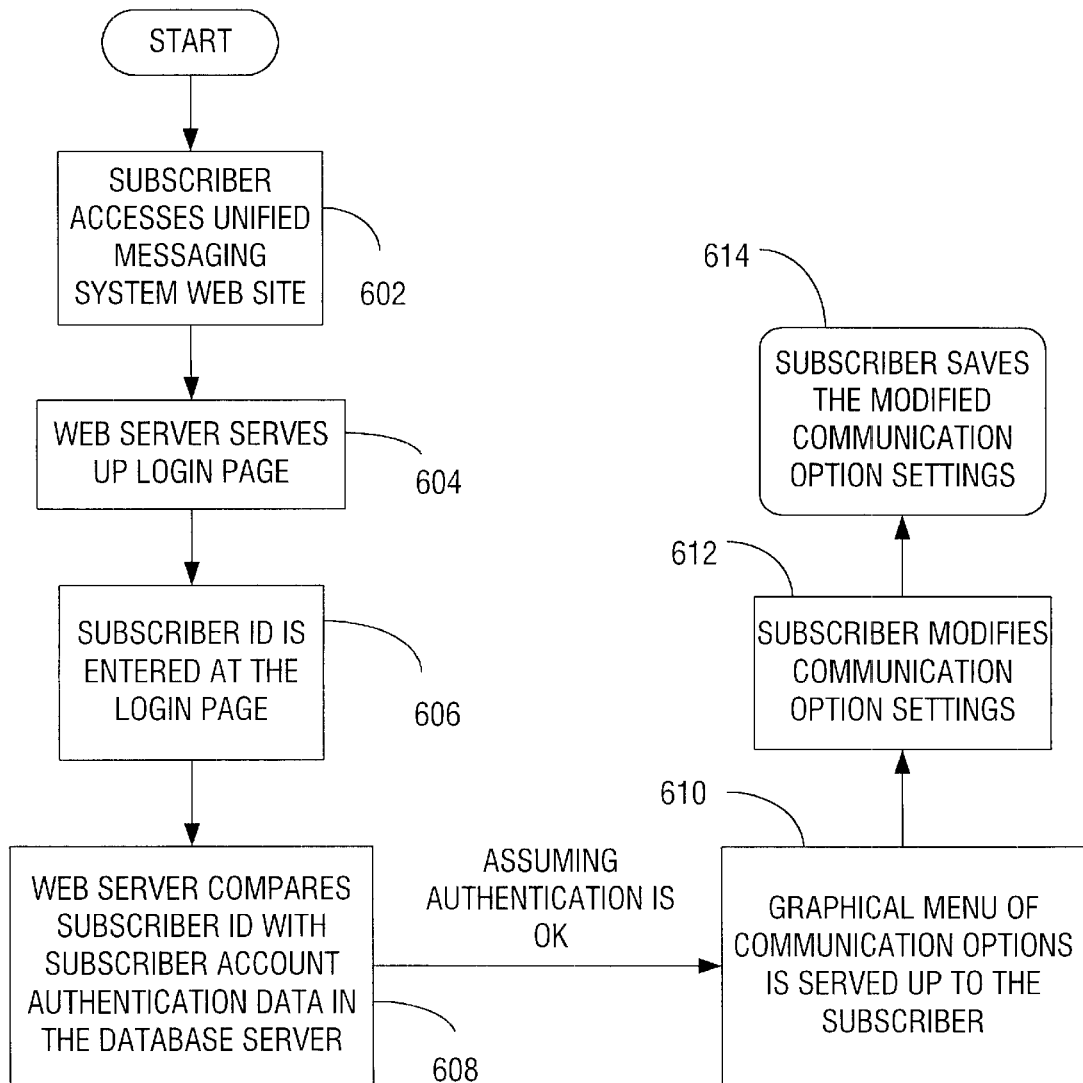 START
SUBSCRIBER
ACCESSES UNIFIED
MESSAGING
SYSTEM WEB SITE
602
WEB SERVER SERVES
UP LOGIN PAGE
604
SUBSCRIBER ID IS
ENTERED AT THE
LOGIN PAGE
606
WEB SERVER COMPARES
SUBSCRIBER ID WITH
SUBSCRIBER ACCOUNT
AUTHENTICATION DATA IN
THE DATABASE SERVER
608
ASSUMING
AUTHENTICATION IS
OK
610
GRAPHICAL MENU OF
COMMUNICATION OPTIONS
IS SERVED UP TO THE
SUBSCRIBER
612
SUBSCRIBER MODIFIES
COMMUNICATION
OPTION SETTINGS
614
SUBSCRIBER SAVES
THE MODIFIED
COMMUNICATION
OPTION SETTINGS